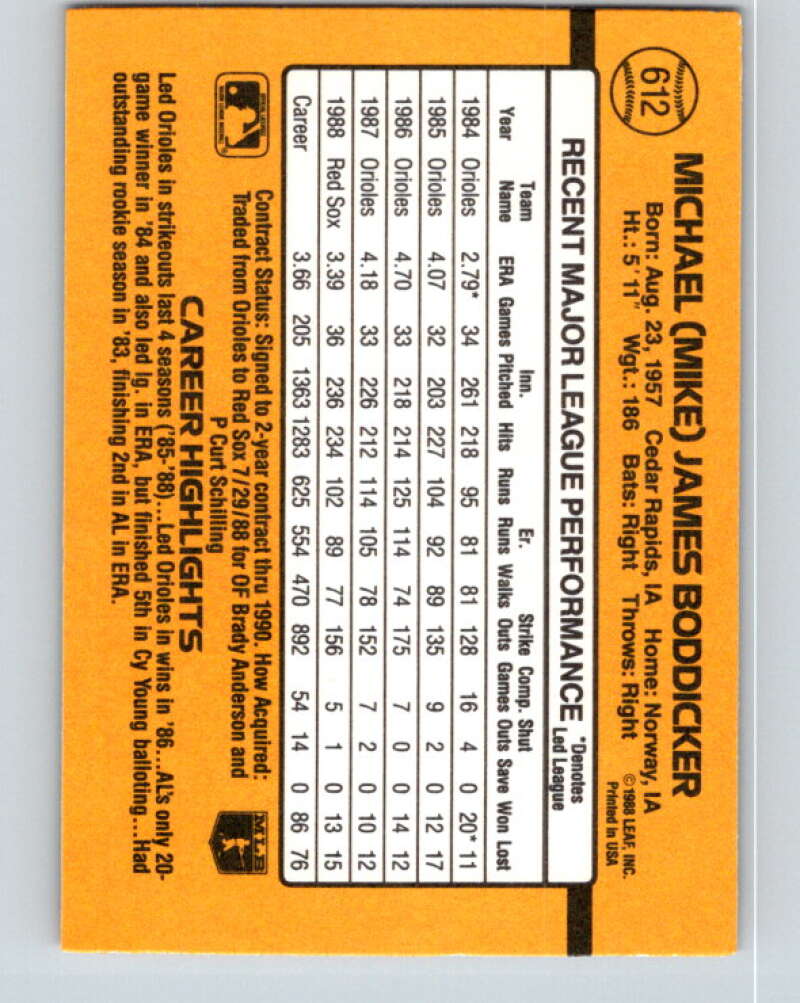 612
MICHAEL (MIKE) JAMES BODDICKER
Born: Aug. 23, 1957 Cedar Rapids, IA Home: Norway, IA
Ht.: 5'11" Wgt.: 186 Bats: Right Throws: Right
©1988 LEAF, INC.
Printed in USA
RECENT MAJOR LEAGUE PERFORMANCE *Denotes
Led League
Team Inn. Er. Strike Comp. Shut
Year Name ERA Games Pitched Hits Runs Runs Walks Outs Games Outs Save Won Lost
1984 Orioles 2.79* 34 261 218 95 81 81 128 16 4 0 20* 11
1985 Orioles 4.07 32 203 227 104 92 89 135 9 2 0 12 17
1986 Orioles 4.70 33 218 214 125 114 74 175 7 0 0 14 12
1987 Orioles 4.18 33 226 212 114 105 78 152 7 2 0 10 12
1988 Red Sox 3.39 36 236 234 102 89 77 156 5 1 0 13 15
Career 3.66 205 1363 1283 625 554 470 892 54 14 0 86 76
Contract Status: Signed to 2-year contract thru 1990. How Acquired:
Traded from Orioles to Red Sox 7/29/88 for OF Brady Anderson and
P Curt Schilling
MLB
CAREER HIGHLIGHTS
Led Orioles in strikeouts last 4 seasons ('85-'88)...Led Orioles in wins in '86...AL's only 20-
game winner in '84 and also led lg. in ERA, but finished 5th in Cy Young balloting...Had
outstanding rookie season in '83, finishing 2nd in AL in ERA.